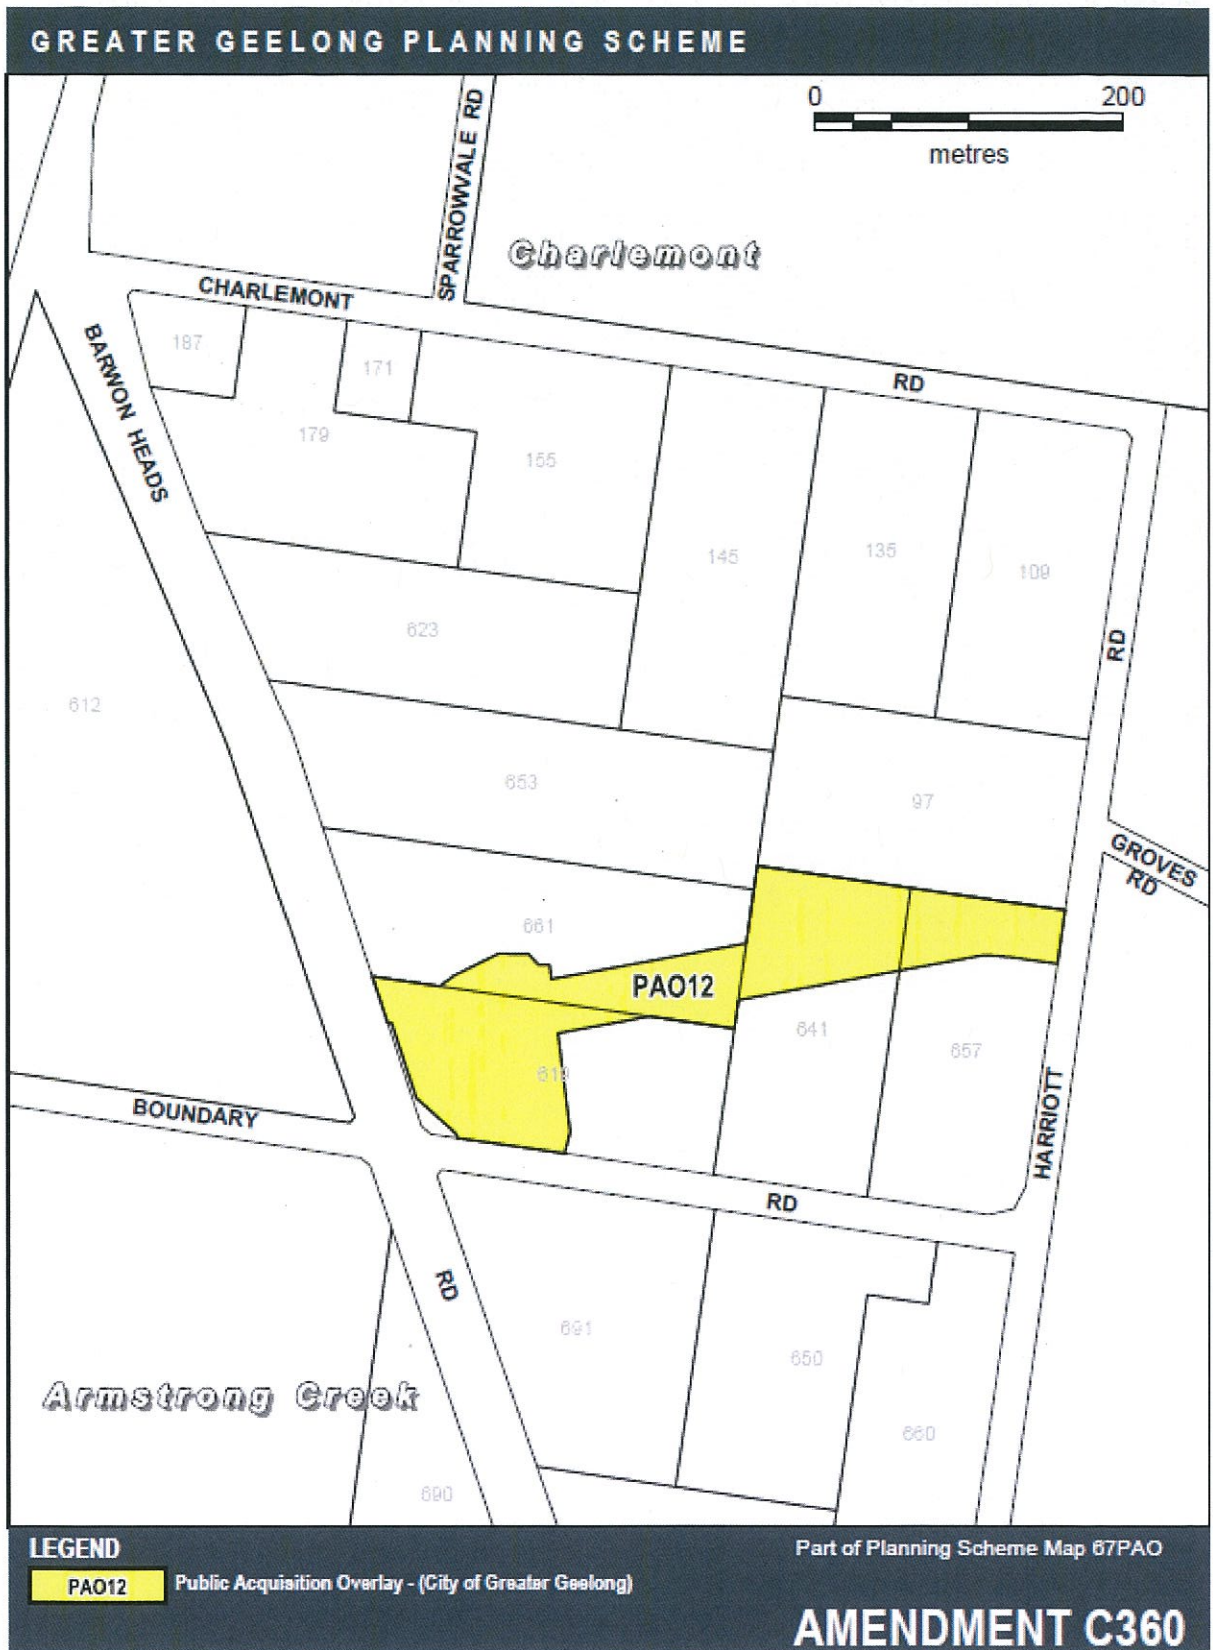 GREATER GEELONG PLANNING SCHEME
0 200
metres
SPARROWVALE RD
Charlemont
CHARLEMONT
RD
BARWON HEADS
187
171
179
155
145
135
109
RD
623
612
653
97
GROVES
RD
661
PAO12
641
657
BOUNDARY
HARRIOTT
RD
RD
691
650
Armstrong Creek
660
690
LEGEND
PAO12 Public Acquisition Overlay - (City of Greater Geelong)
Part of Planning Scheme Map 67PAO
AMENDMENT C360